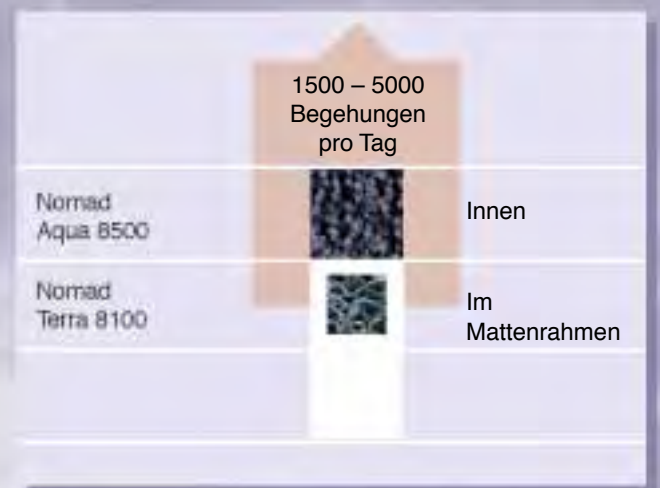 1500 – 5000
Begehungen
pro Tag
Nomad
Aqua 8500
Innen
Nomad
Terra 8100
Im
Mattenrahmen